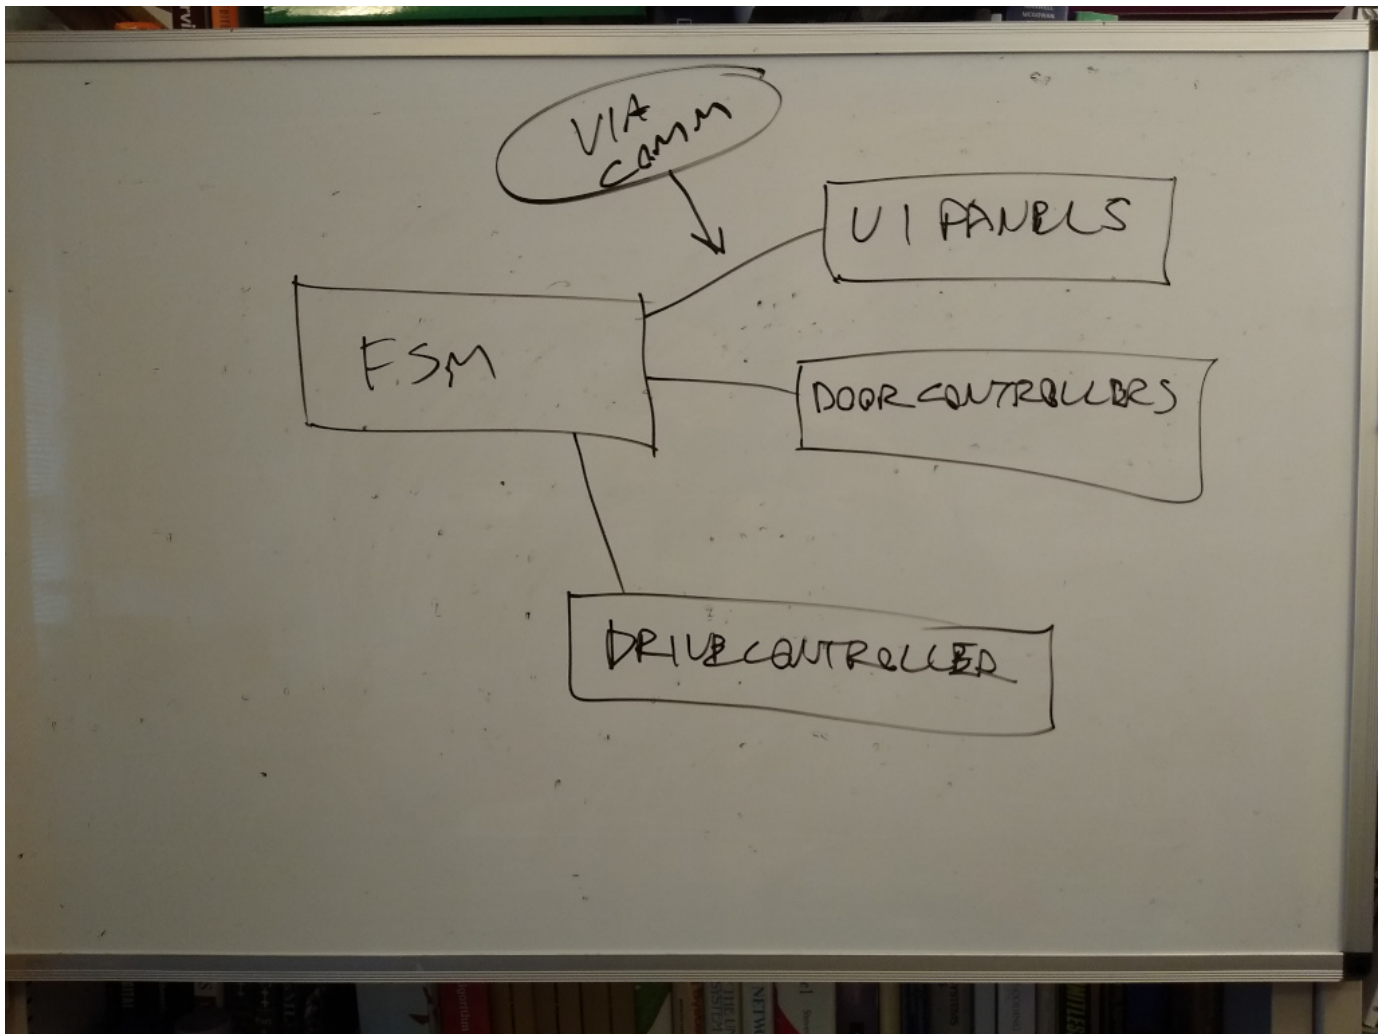 VIA
COMM
UI PANELS
FSM
DOOR CONTROLLERS
DRIVE CONTROLLER